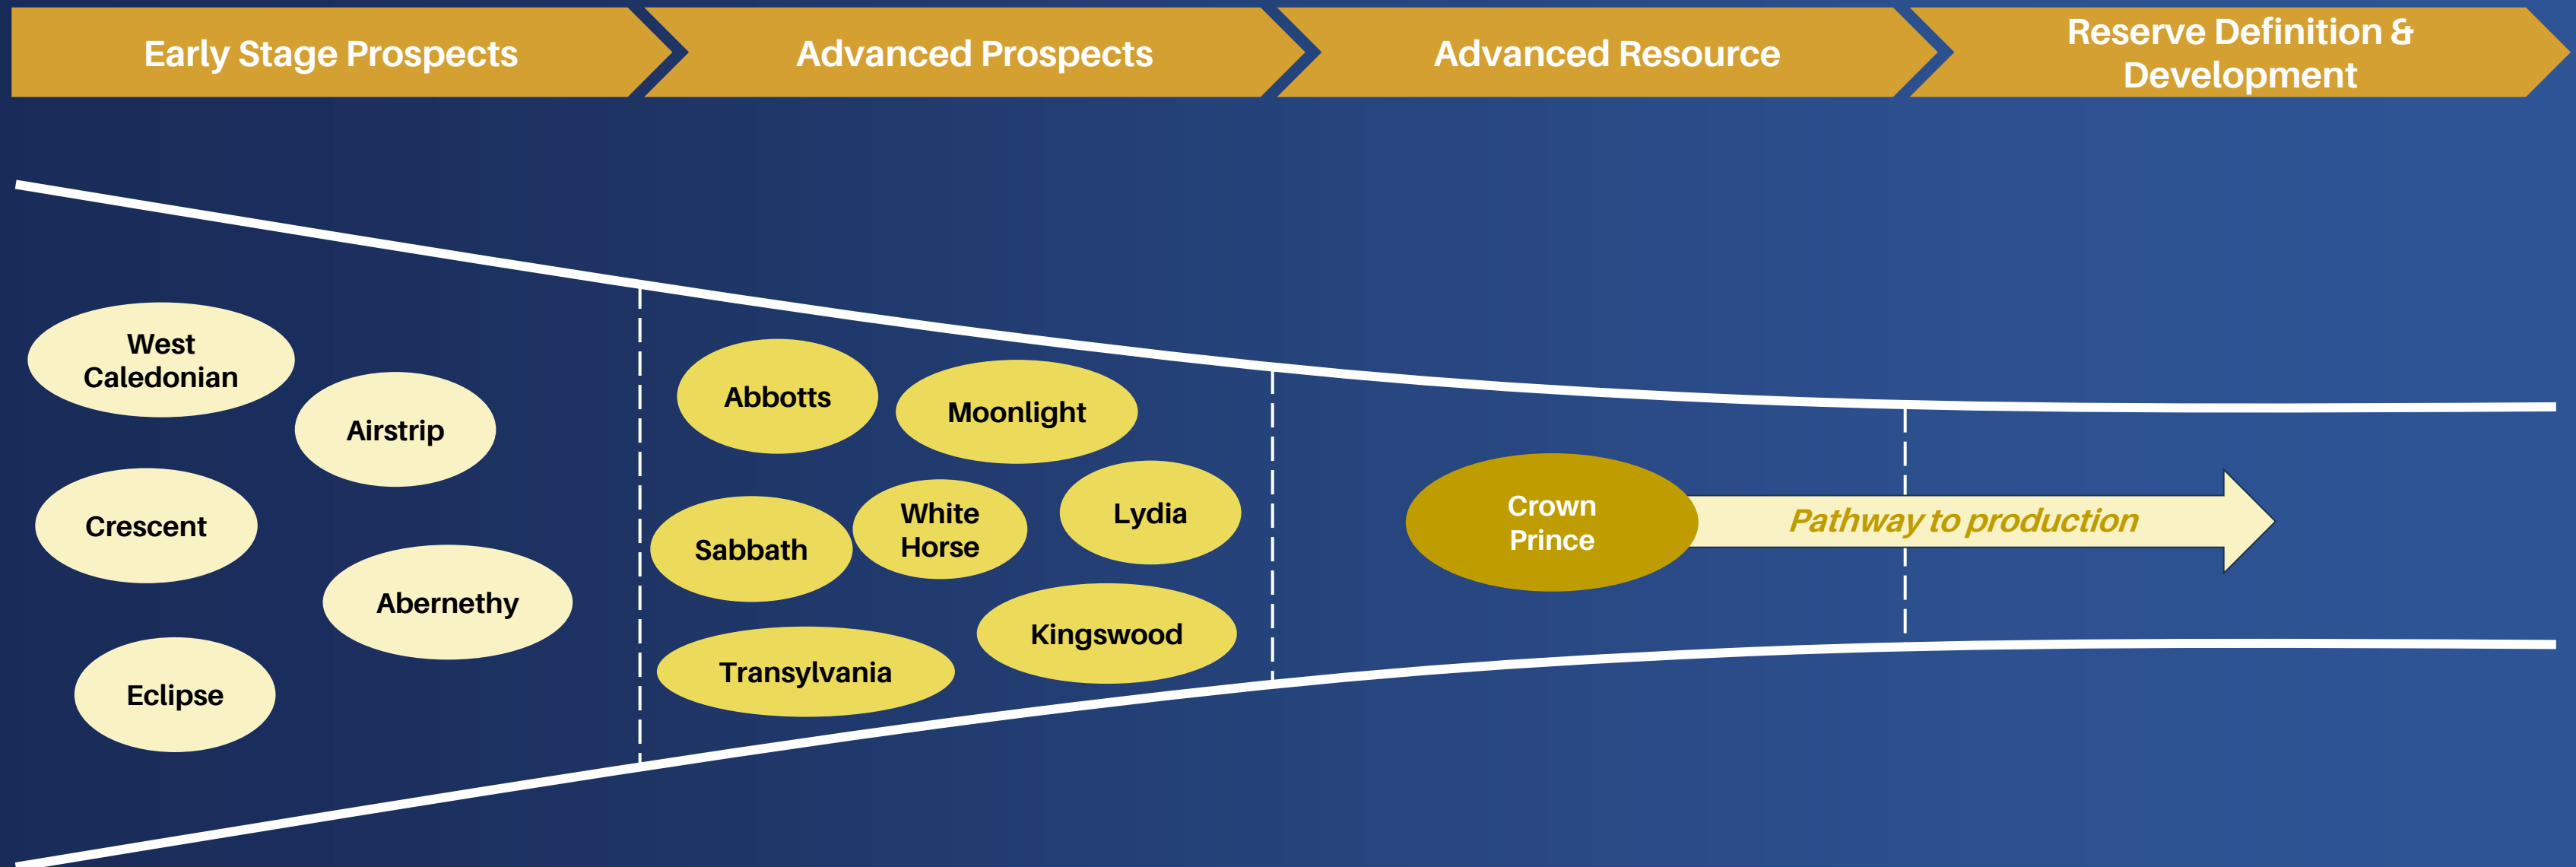 Early Stage Prospects
Advanced Prospects
Advanced Resource
Reserve Definition &
Development
West
Caledonian
Airstrip
Crescent
Abernethy
Eclipse
Abbotts
Moonlight
Sabbath
White
Horse
Lydia
Transylvania
Kingswood
Crown
Prince
Pathway to production